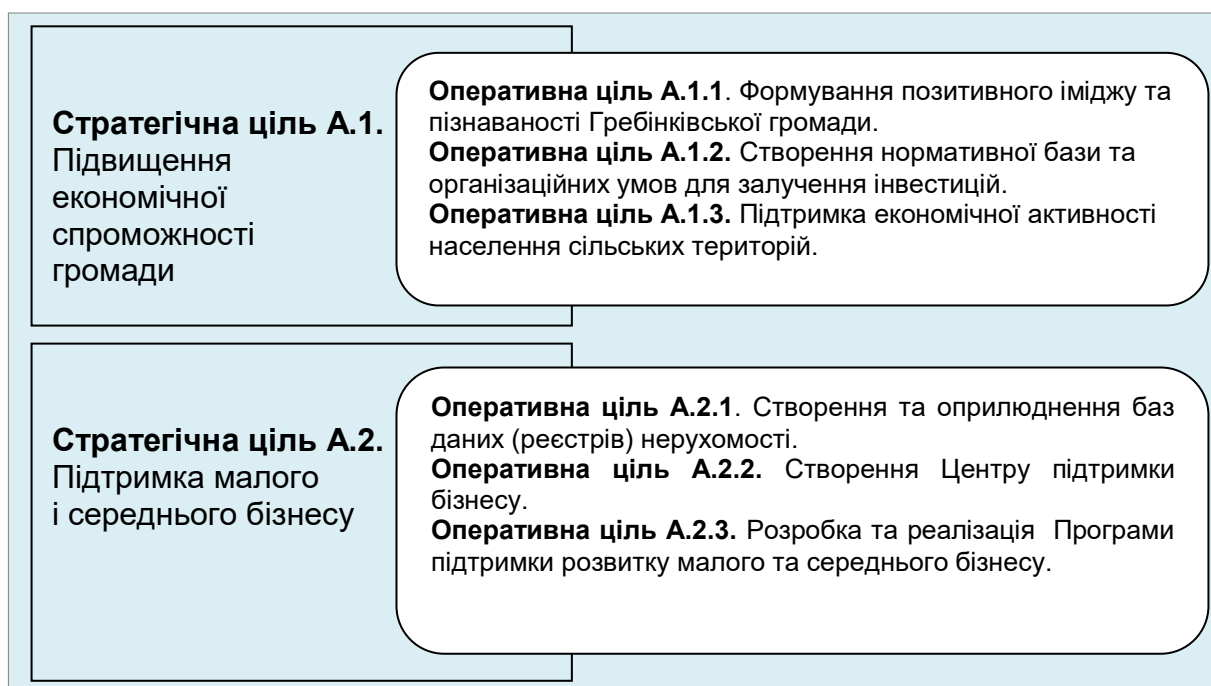 Стратегічна ціль А.1.
Підвищення
економічної
спроможності
громади
Оперативна ціль А.1.1. Формування позитивного іміджу та
пізнаваності Гребінківської громади.
Оперативна ціль А.1.2. Створення нормативної бази та
організаційних умов для залучення інвестицій.
Оперативна ціль А.1.3. Підтримка економічної активності
населення сільських територій.
Стратегічна ціль А.2.
Підтримка малого
і середнього бізнесу
Оперативна ціль А.2.1. Створення та оприлюднення баз
даних (реєстрів) нерухомості.
Оперативна ціль А.2.2. Створення Центру підтримки
бізнесу.
Оперативна ціль А.2.3. Розробка та реалізація Програми
підтримки розвитку малого та середнього бізнесу.